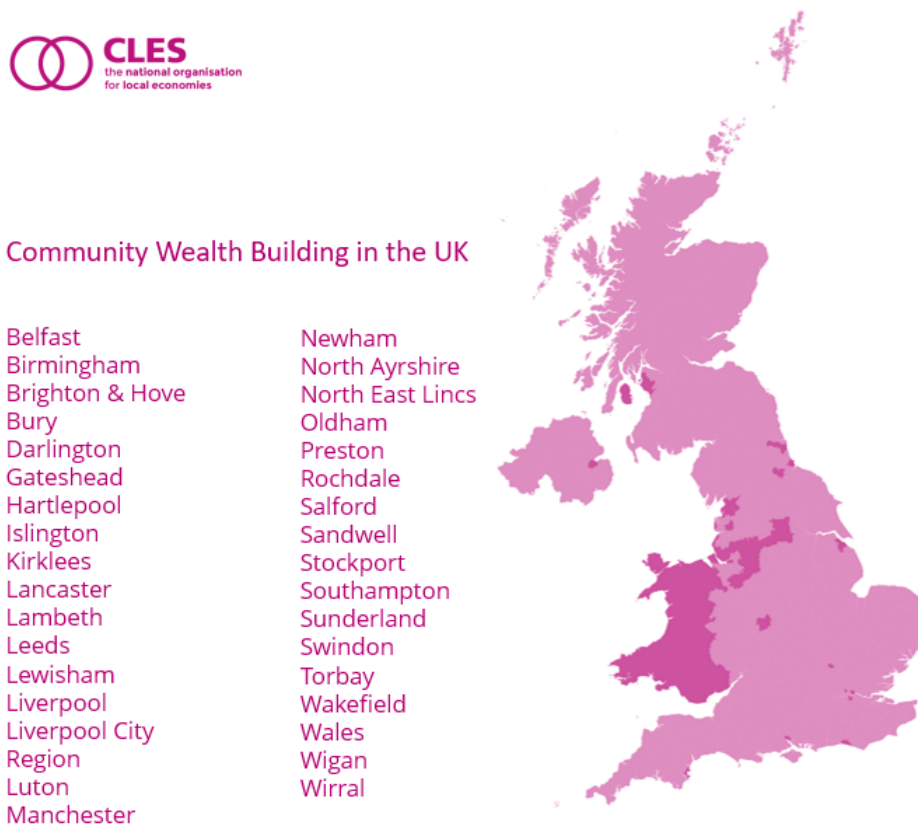 CLES
the national organisation
for local economies
Community Wealth Building in the UK
Belfast
Birmingham
Brighton & Hove
Bury
Darlington
Gateshead
Hartlepool
Islington
Kirklees
Lancaster
Lambeth
Leeds
Lewisham
Liverpool
Liverpool City
Region
Luton
Manchester
Newham
North Ayrshire
North East Lincs
Oldham
Preston
Rochdale
Salford
Sandwell
Stockport
Southampton
Sunderland
Swindon
Torbay
Wakefield
Wales
Wigan
Wirral